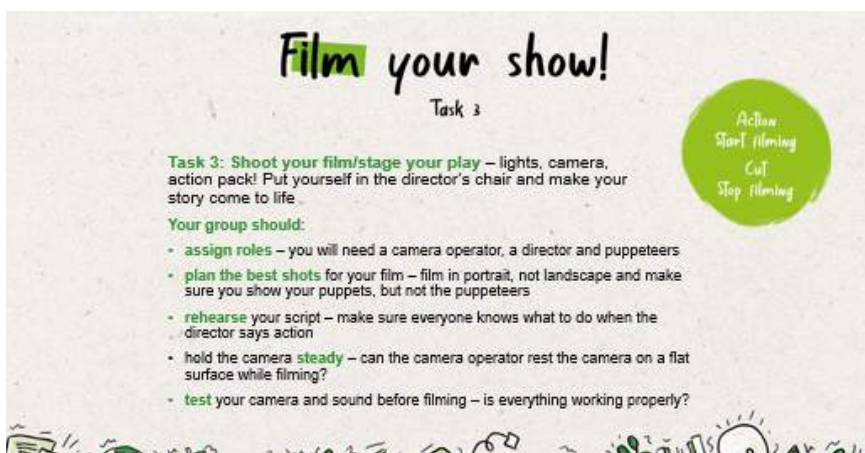 Film your show!
Task 3
Action
Start filming
Cut
Stop filming
Task 3: Shoot your film/stage your play – lights, camera,
action pack! Put yourself in the director's chair and make your
story come to life .
Your group should:
• assign roles – you will need a camera operator, a director and puppeteers
• plan the best shots for your film – film in portrait, not landscape and make
sure you show your puppets, but not the puppeteers
• rehearse your script – make sure everyone knows what to do when the
director says action
• hold the camera steady – can the camera operator rest the camera on a flat
surface while filming?
• test your camera and sound before filming – is everything working properly?